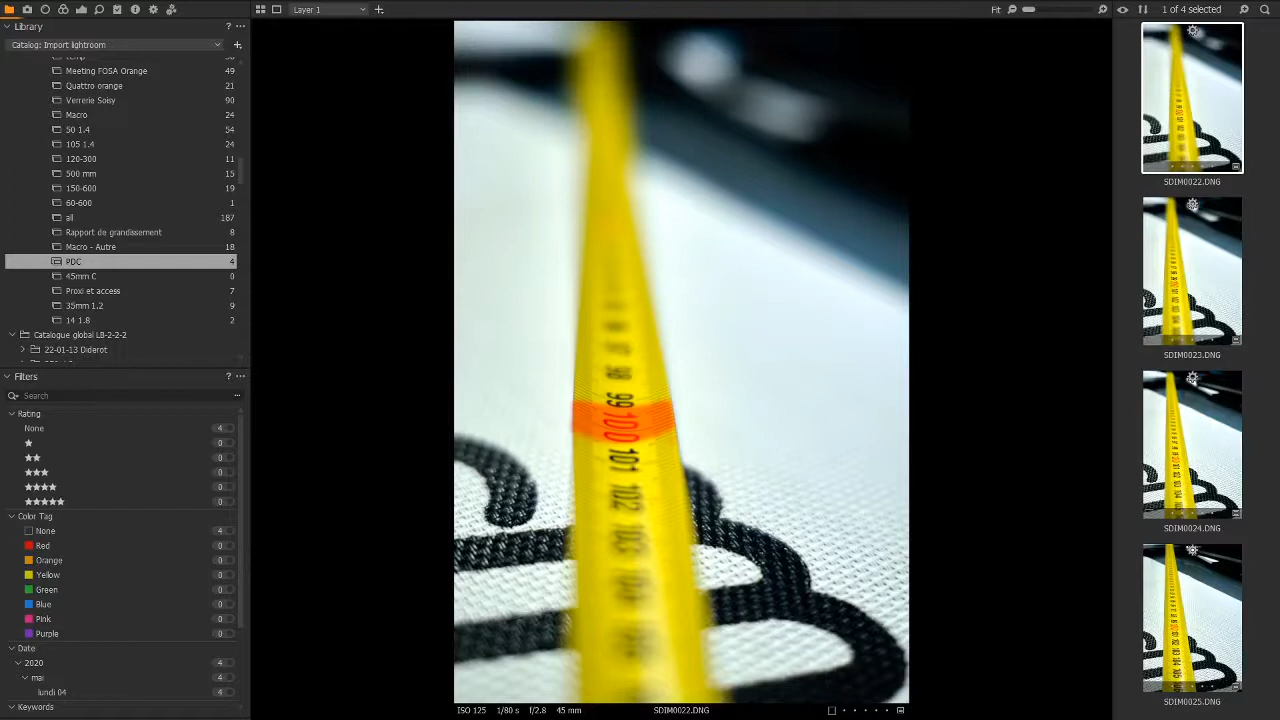 Layer 1
Fit
1 of 4 selected
Library
Catalog: Import lightroom
Meeting FOSA Orange 49
Quattro orange 21
Verrerie Soisy 90
Macro 24
50 1.4 54
105 1.4 24
120-300 11
500 mm 15
150-600 19
60-600 1
all 187
Rapport de grandissement 8
Macro - Autre 18
PDC 4
45mm C 0
Proxi et access 7
35mm 1.2 9
14 1.8 2
Catalogue global LB-2-2-2
22-01-13 Diderot
Filters
Search
Rating
None 4
0
0
0
0
0
Color Tag
None 4
Red 0
Orange 0
Yellow 0
Green 0
Blue 0
Pink 0
Purple 0
Date
2020 4
mai 4
lundi 04 4
Keywords
98
99
100
101
102
103
ISO 125 1/80 s f/2.8 45 mm SDIM0022.DNG
SDIM0022.DNG
SDIM0023.DNG
SDIM0024.DNG
SDIM0025.DNG